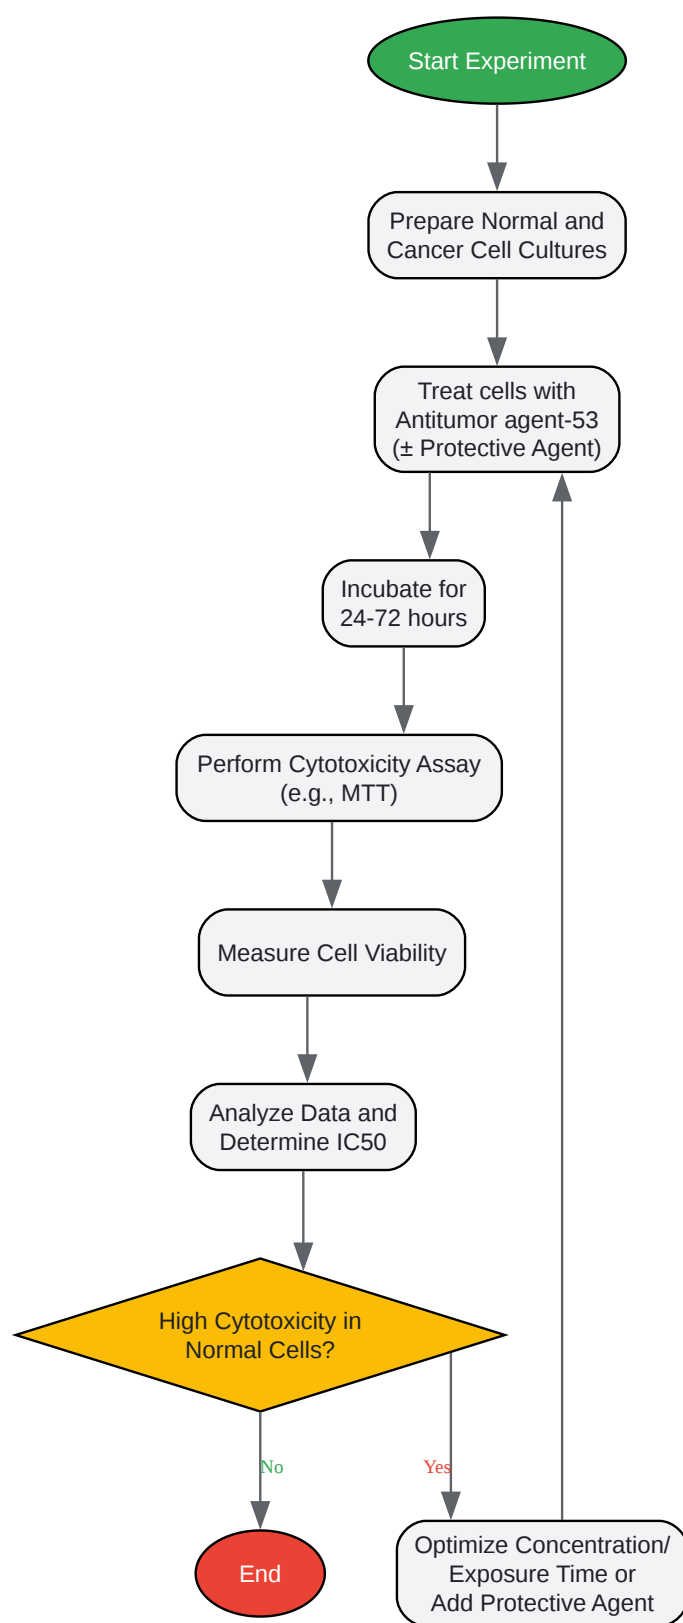 Start Experiment
Prepare Normal and
Cancer Cell Cultures
Treat cells with
Antitumor agent-53
(± Protective Agent)
Incubate for
24-72 hours
Perform Cytotoxicity Assay
(e.g., MTT)
Measure Cell Viability
Analyze Data and
Determine IC50
High Cytotoxicity in
Normal Cells?
No
Yes
End
Optimize Concentration/
Exposure Time or
Add Protective Agent